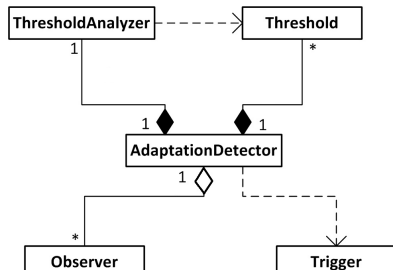 ThresholdAnalyzer
Threshold
1
*
1
1
AdaptationDetector
1
*
Observer
Trigger